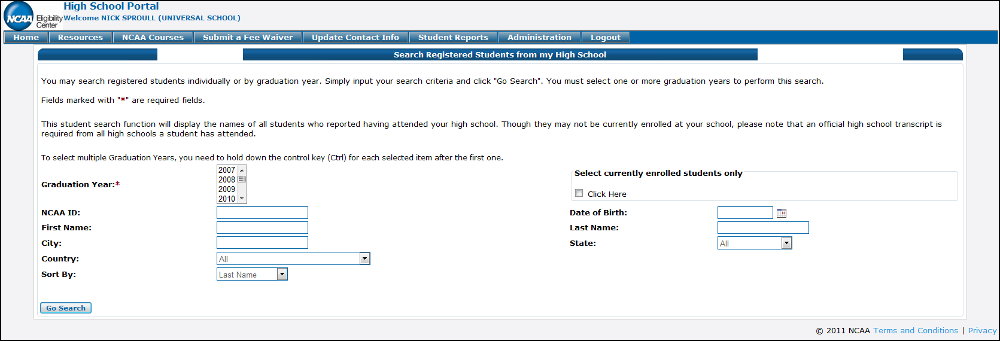 High School Portal
NCAA Eligibility Center
Welcome NICK SPROULL (UNIVERSAL SCHOOL)
Home Resources NCAA Courses Submit a Fee Waiver Update Contact Info Student Reports Administration Logout
Search Registered Students from my High School
You may search registered students individually or by graduation year. Simply input your search criteria and click "Go Search". You must select one or more graduation years to perform this search.
Fields marked with "*" are required fields.
This student search function will display the names of all students who reported having attended your high school. Though they may not be currently enrolled at your school, please note that an official high school transcript is
required from all high schools a student has attended.
To select multiple Graduation Years, you need to hold down the control key (Ctrl) for each selected item after the first one.
Graduation Year:*
2007
2008
2009
2010
Select currently enrolled students only
Click Here
NCAA ID:
Date of Birth:
First Name:
Last Name:
City:
State: All
Country: All
Sort By: Last Name
Go Search
© 2011 NCAA Terms and Conditions | Privacy